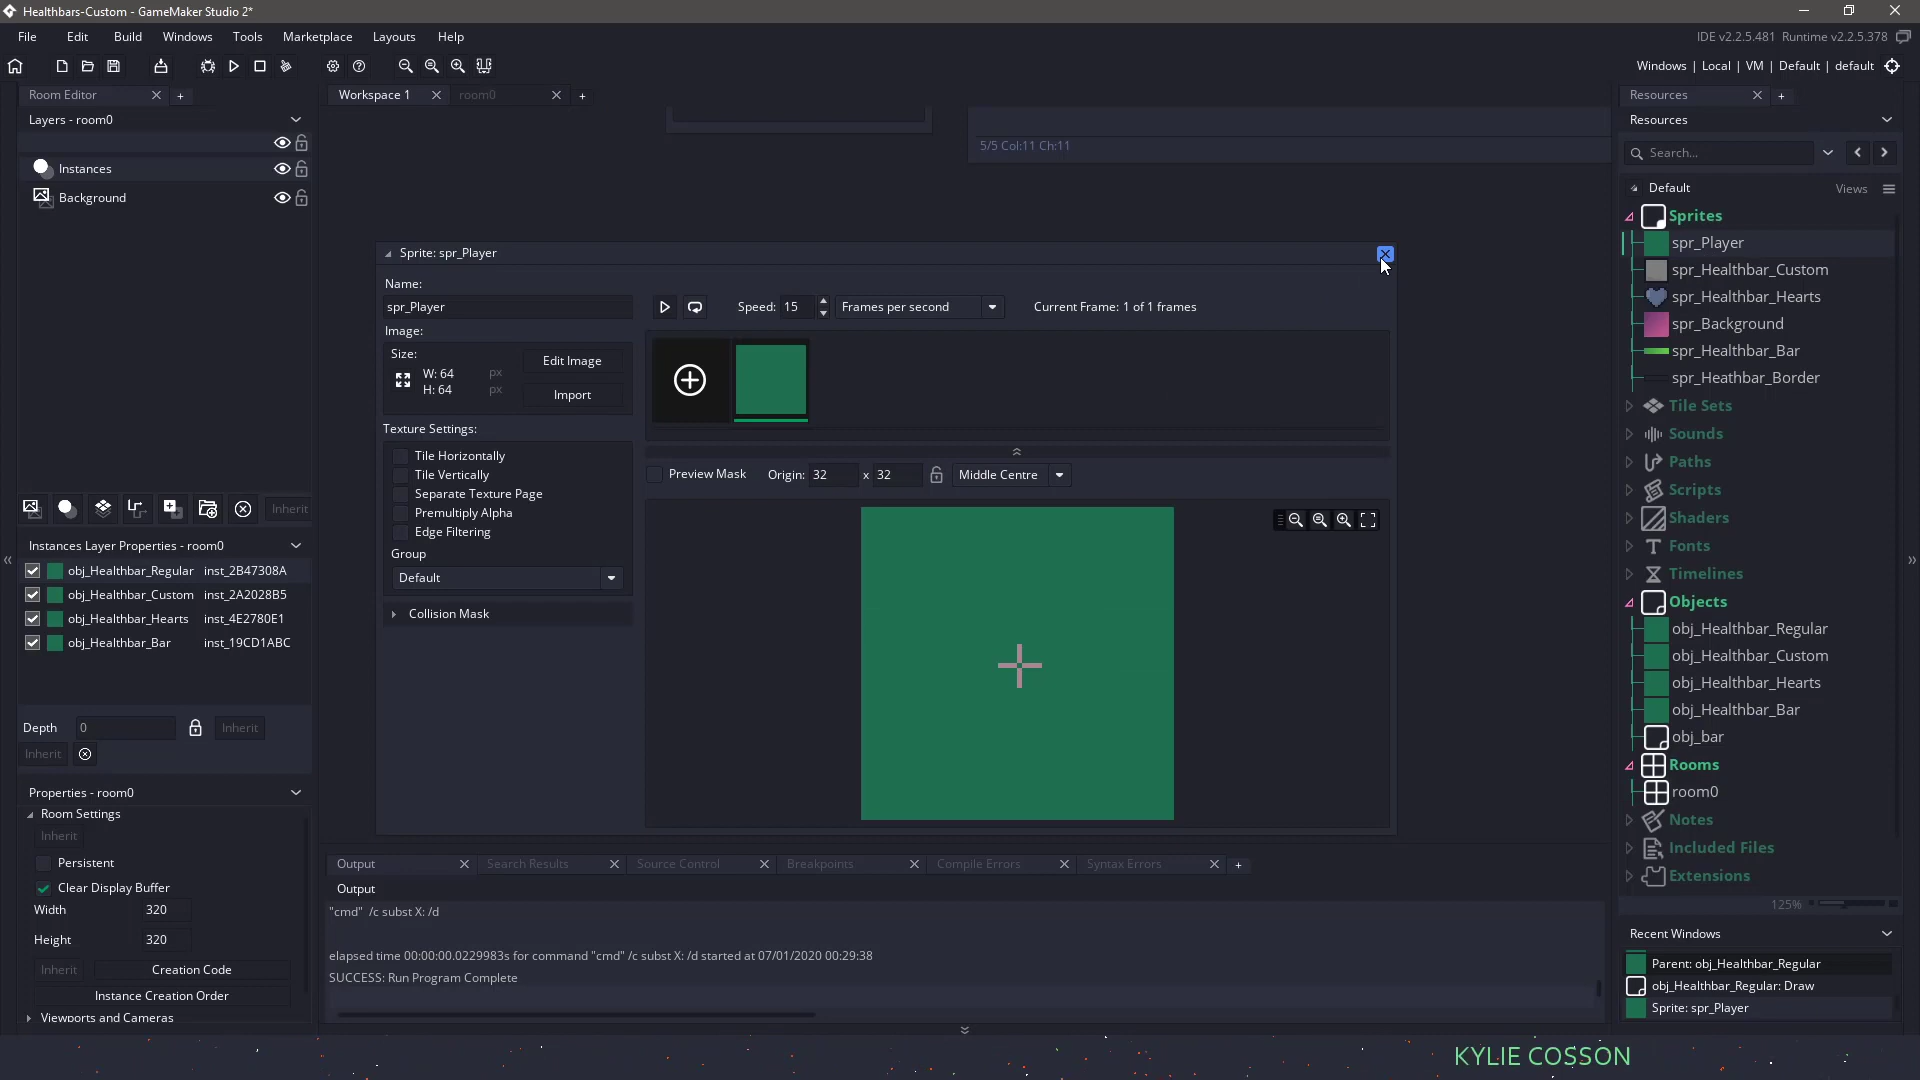 Healthbars-Custom - GameMaker Studio 2*
File Edit Build Windows Tools Marketplace Layouts Help
IDE v2.2.5.481 Runtime v2.2.5.378
Windows | Local | VM | Default | default
Room Editor
Workspace 1
room0
Resources
Layers - room0
Resources
Instances
Background
5/5 Col:11 Ch:11
Search...
Default
Views
Sprites
spr_Player
spr_Healthbar_Custom
spr_Healthbar_Hearts
spr_Background
spr_Healthbar_Bar
spr_Heathbar_Border
Tile Sets
Sounds
Paths
Scripts
Shaders
Fonts
Timelines
Objects
obj_Healthbar_Regular
obj_Healthbar_Custom
obj_Healthbar_Hearts
obj_Healthbar_Bar
obj_bar
Rooms
room0
Notes
Included Files
Extensions
125%
Recent Windows
Parent: obj_Healthbar_Regular
obj_Healthbar_Regular: Draw
Sprite: spr_Player
Sprite: spr_Player
Name:
spr_Player
Speed: 15
Frames per second
Current Frame: 1 of 1 frames
Image:
Size:
W: 64 px
H: 64 px
Edit Image
Import
Texture Settings:
Tile Horizontally
Tile Vertically
Separate Texture Page
Premultiply Alpha
Edge Filtering
Group
Default
Collision Mask
Preview Mask
Origin: 32 x 32
Middle Centre
Inherit
Instances Layer Properties - room0
obj_Healthbar_Regular inst_2B47308A
obj_Healthbar_Custom inst_2A2028B5
obj_Healthbar_Hearts inst_4E2780E1
obj_Healthbar_Bar inst_19CD1ABC
Depth 0 Inherit
Inherit
Properties - room0
Room Settings
Inherit
Persistent
Clear Display Buffer
Width 320
Height 320
Inherit Creation Code
Instance Creation Order
Viewports and Cameras
Output Search Results Source Control Breakpoints Compile Errors Syntax Errors
Output
"cmd" /c subst X: /d
elapsed time 00:00:00.0229983s for command "cmd" /c subst X: /d started at 07/01/2020 00:29:38
SUCCESS: Run Program Complete
KYLIE COSSON